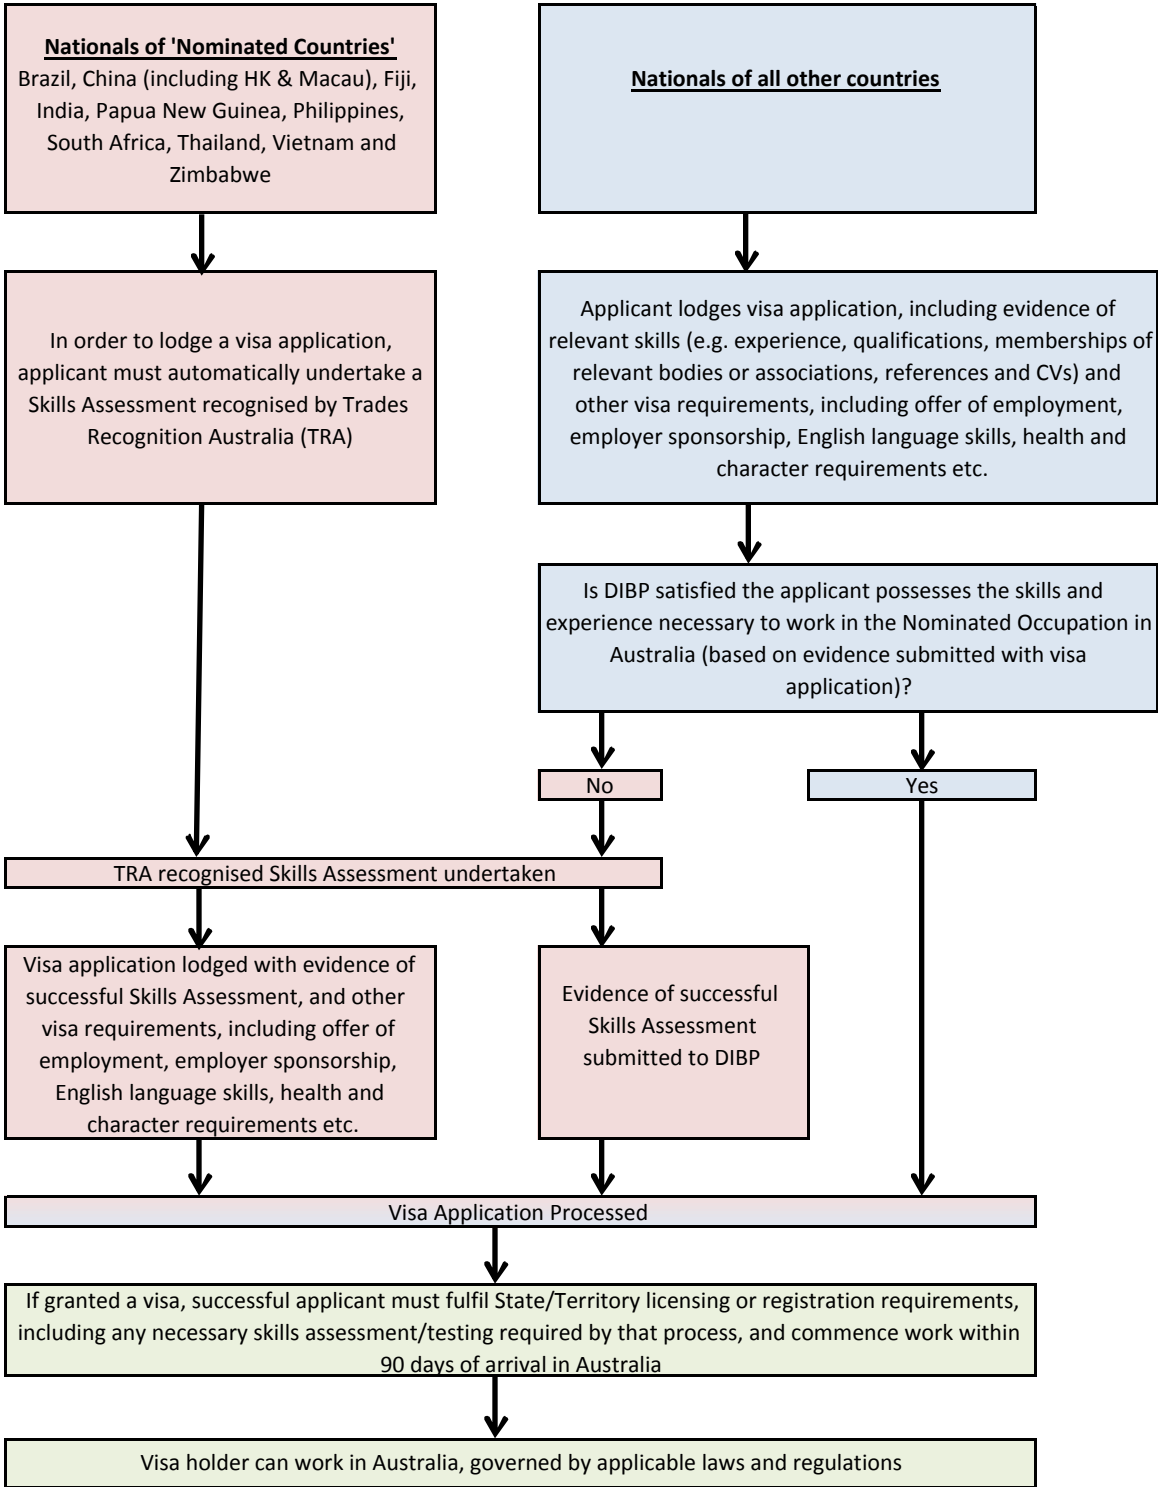 Nationals of 'Nominated Countries'
Brazil, China (including HK & Macau), Fiji,
India, Papua New Guinea, Philippines,
South Africa, Thailand, Vietnam and
Zimbabwe
Nationals of all other countries
In order to lodge a visa application,
applicant must automatically undertake a
Skills Assessment recognised by Trades
Recognition Australia (TRA)
Applicant lodges visa application, including evidence of
relevant skills (e.g. experience, qualifications, memberships of
relevant bodies or associations, references and CVs) and
other visa requirements, including offer of employment,
employer sponsorship, English language skills, health and
character requirements etc.
Is DIBP satisfied the applicant possesses the skills and
experience necessary to work in the Nominated Occupation in
Australia (based on evidence submitted with visa
application)?
No
Yes
TRA recognised Skills Assessment undertaken
Visa application lodged with evidence of
successful Skills Assessment, and other
visa requirements, including offer of
employment, employer sponsorship,
English language skills, health and
character requirements etc.
Evidence of successful
Skills Assessment
submitted to DIBP
Visa Application Processed
If granted a visa, successful applicant must fulfil State/Territory licensing or registration requirements,
including any necessary skills assessment/testing required by that process, and commence work within
90 days of arrival in Australia
Visa holder can work in Australia, governed by applicable laws and regulations